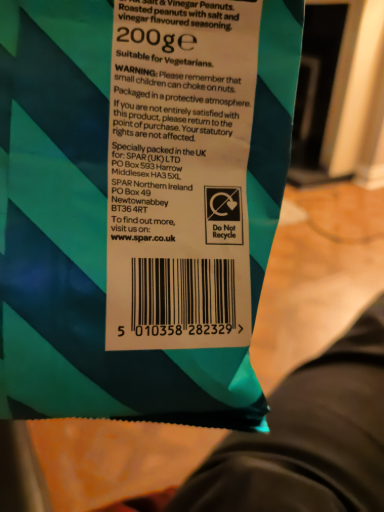 Salt & Vinegar Peanuts.
Roasted peanuts with salt and
vinegar flavoured seasoning.
200g e
Suitable for Vegetarians.
WARNING: Please remember that
small children can choke on nuts.
Packaged in a protective atmosphere.
If you are not entirely satisfied with
this product, please return to the
point of purchase. Your statutory
rights are not affected.
Specially packed in the UK
for: SPAR (UK) LTD
PO Box 593 Harrow
Middlesex HA3 5XL
SPAR Northern Ireland
PO Box 49
Newtownabbey
BT36 4RT
To find out more,
visit us on:
www.spar.co.uk
Do Not
Recycle
5 010358 282329 >